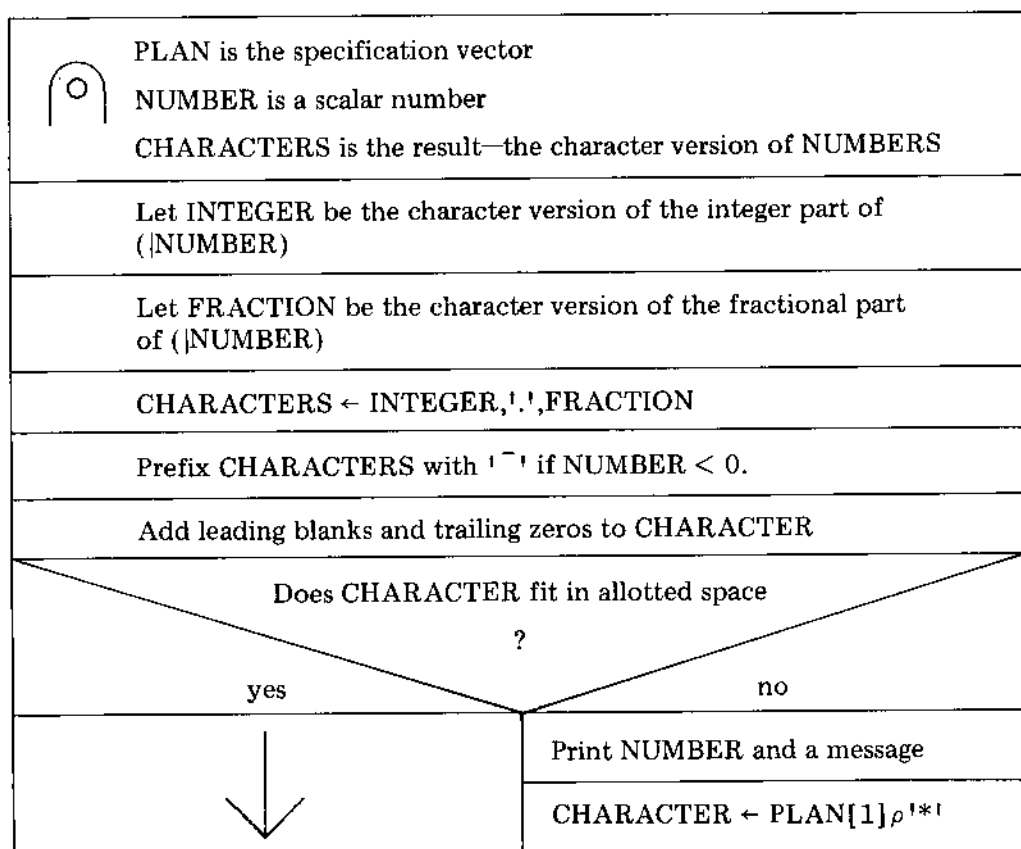 PLAN is the specification vector
NUMBER is a scalar number
CHARACTERS is the result—the character version of NUMBERS
Let INTEGER be the character version of the integer part of
(|NUMBER)
Let FRACTION be the character version of the fractional part
of (|NUMBER)
CHARACTERS ← INTEGER,'.',FRACTION
Prefix CHARACTERS with '¯' if NUMBER < 0.
Add leading blanks and trailing zeros to CHARACTER
Does CHARACTER fit in allotted space
?
yes
no
Print NUMBER and a message
CHARACTER ← PLAN[1]⍴'*'